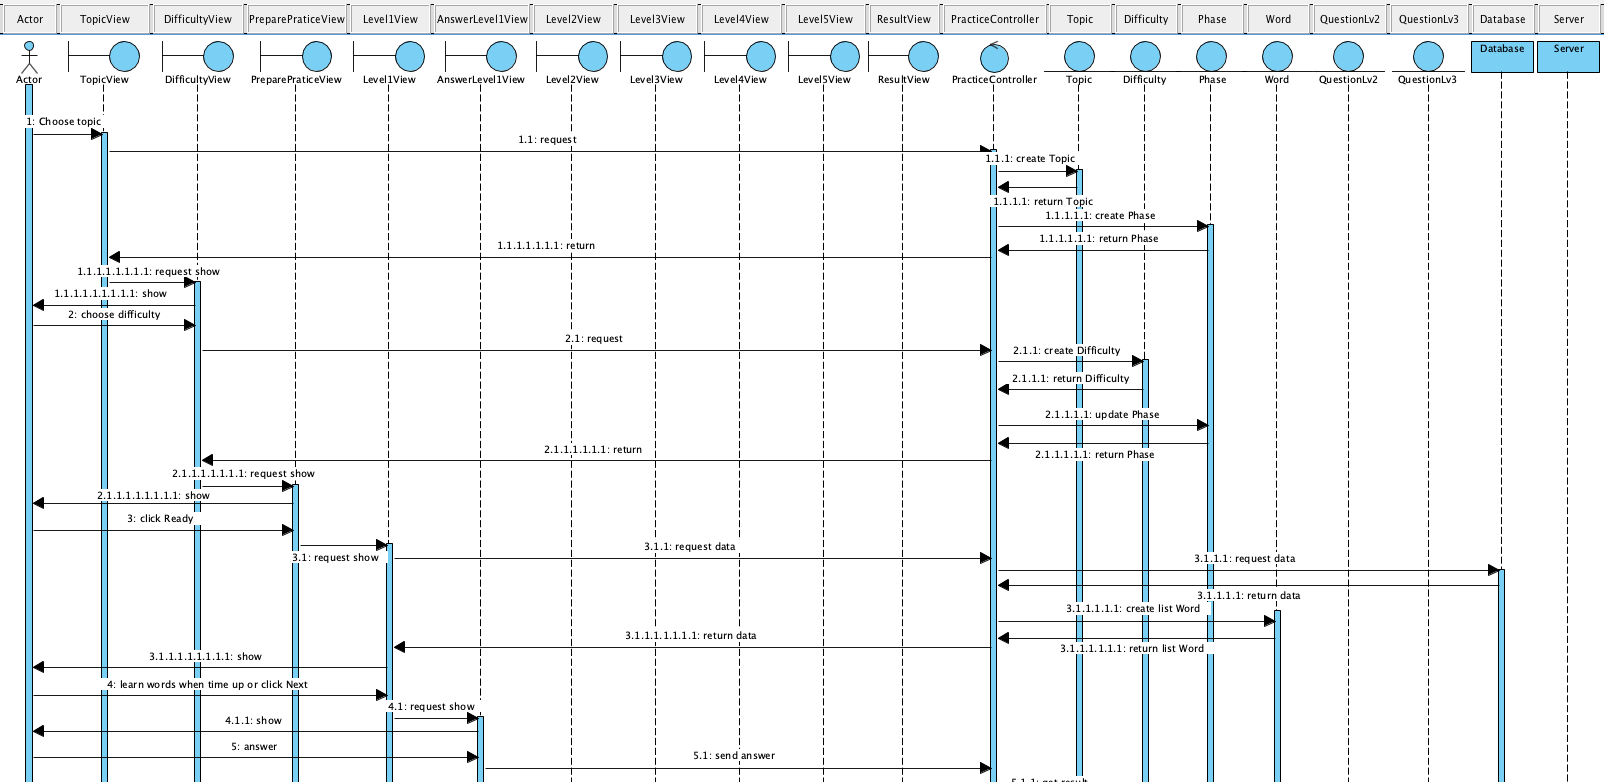 Actor
TopicView
DifficultyView
PreparePraticeView
Level1View
AnswerLevel1View
Level2View
Level3View
Level4View
Level5View
ResultView
PracticeController
Topic
Difficulty
Phase
Word
QuestionLv2
QuestionLv3
Database
Server
Actor
TopicView
DifficultyView
PreparePraticeView
Level1View
AnswerLevel1View
Level2View
Level3View
Level4View
Level5View
ResultView
PracticeController
Topic
Difficulty
Phase
Word
QuestionLv2
QuestionLv3
Database
Server
1: Choose topic
1.1: request
1.1.1: create Topic
1.1.1.1: return Topic
1.1.1.1.1: create Phase
1.1.1.1.1.1: return Phase
1.1.1.1.1.1.1: return
1.1.1.1.1.1.1.1: request show
1.1.1.1.1.1.1.1.1: show
2: choose difficulty
2.1: request
2.1.1: create Difficulty
2.1.1.1: return Difficulty
2.1.1.1.1: update Phase
2.1.1.1.1.1: return
2.1.1.1.1.1: return Phase
2.1.1.1.1.1.1: request show
2.1.1.1.1.1.1.1.1: show
3: click Ready
3.1: request show
3.1.1: request data
3.1.1.1: request data
3.1.1.1.1: return data
3.1.1.1.1.1: create list Word
3.1.1.1.1.1.1.1: return data
3.1.1.1.1.1.1: return list Word
3.1.1.1.1.1.1.1.1: show
4: learn words when time up or click Next
4.1: request show
4.1.1: show
5: answer
5.1: send answer
5.1.1: get result